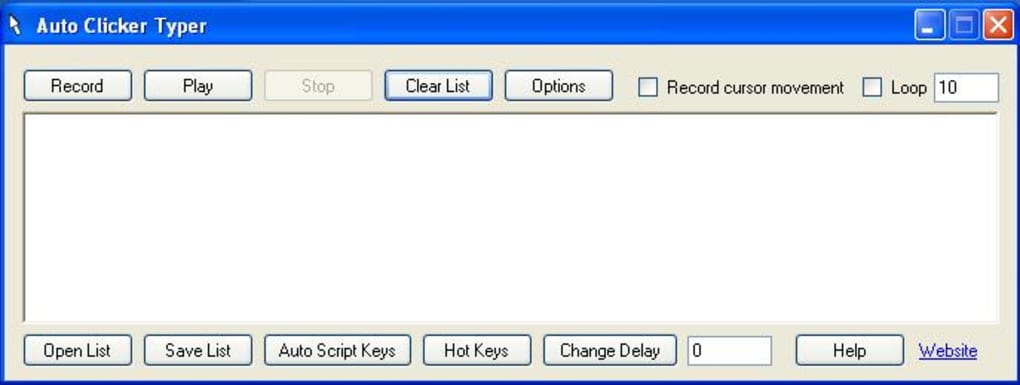 Auto Clicker Typer
Record Play Stop Clear List Options Record cursor movement Loop 10
Open List Save List Auto Script Keys Hot Keys Change Delay 0 Help Website